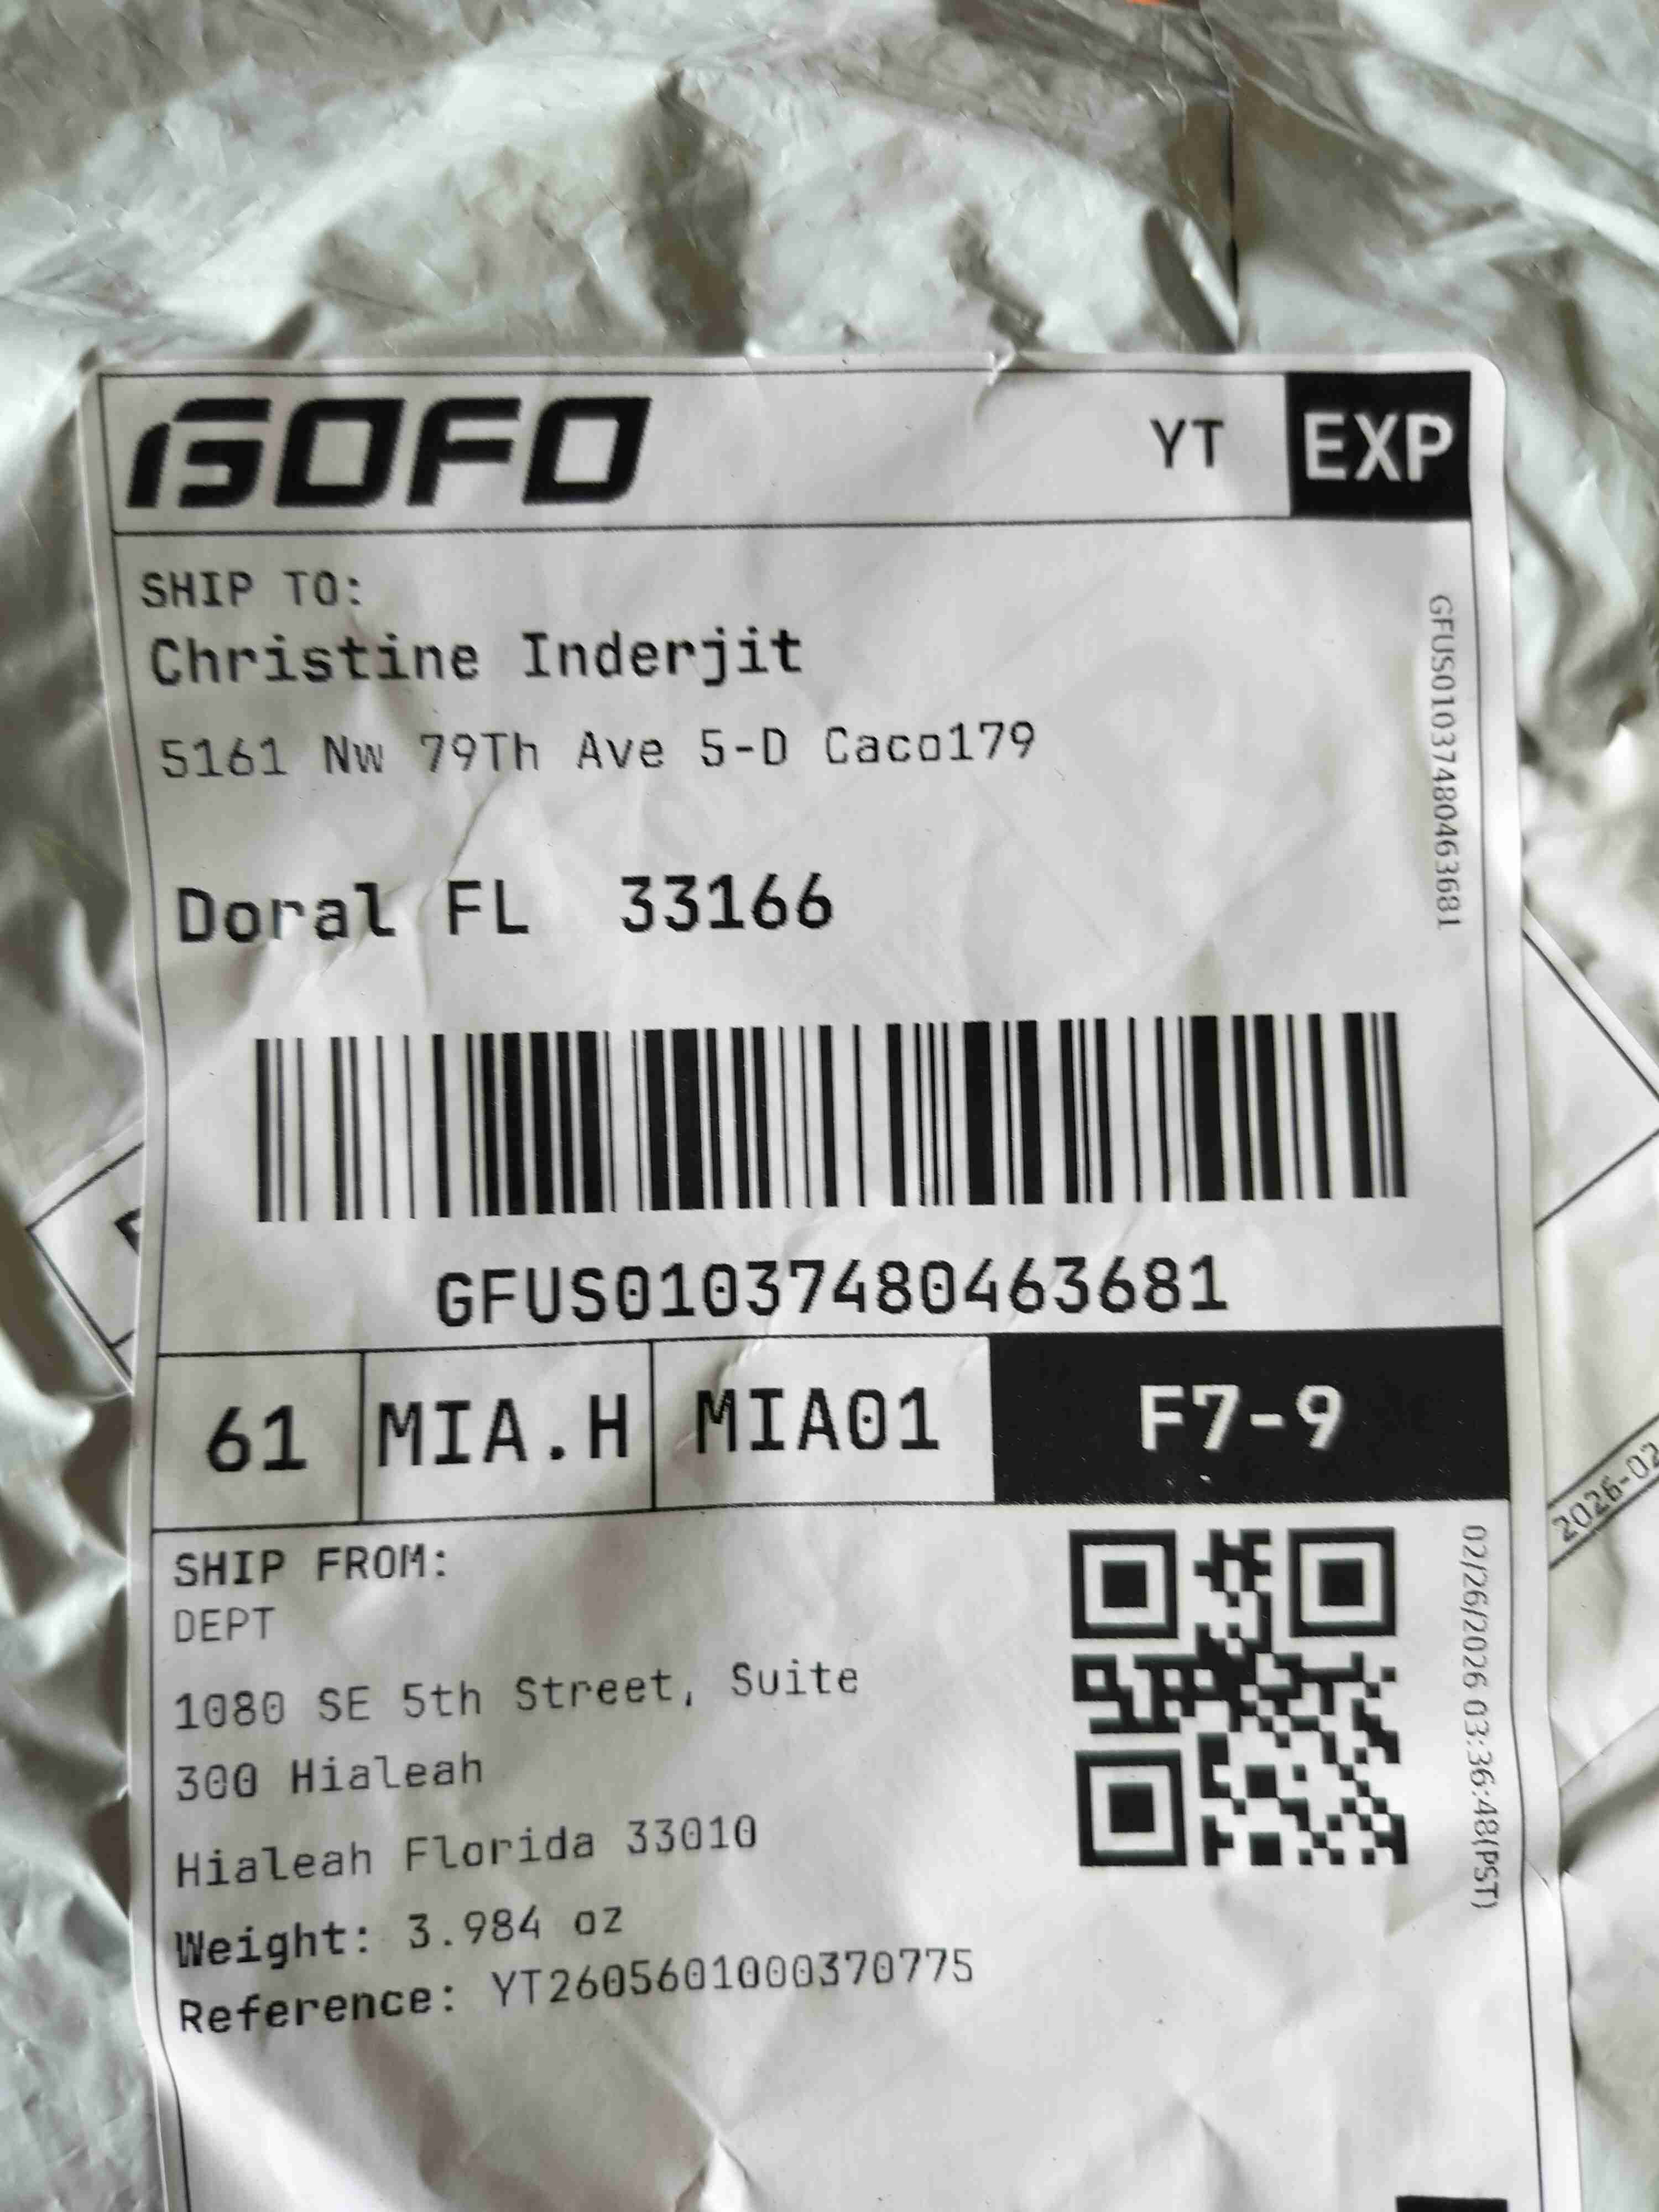 GOFO YT EXP
SHIP TO:
Christine Inderjit
5161 Nw 79Th Ave 5-D Caco179
Doral FL 33166
GFUS01037480463681
GFUS01037480463681
61 MIA.H MIA01 F7-9
SHIP FROM:
DEPT
1080 SE 5th Street, Suite
300 Hialeah
Hialeah Florida 33010
Weight: 3.984 oz
Reference: YT2605601000370775
02/26/2026 03:36:48(PST)
2026-02